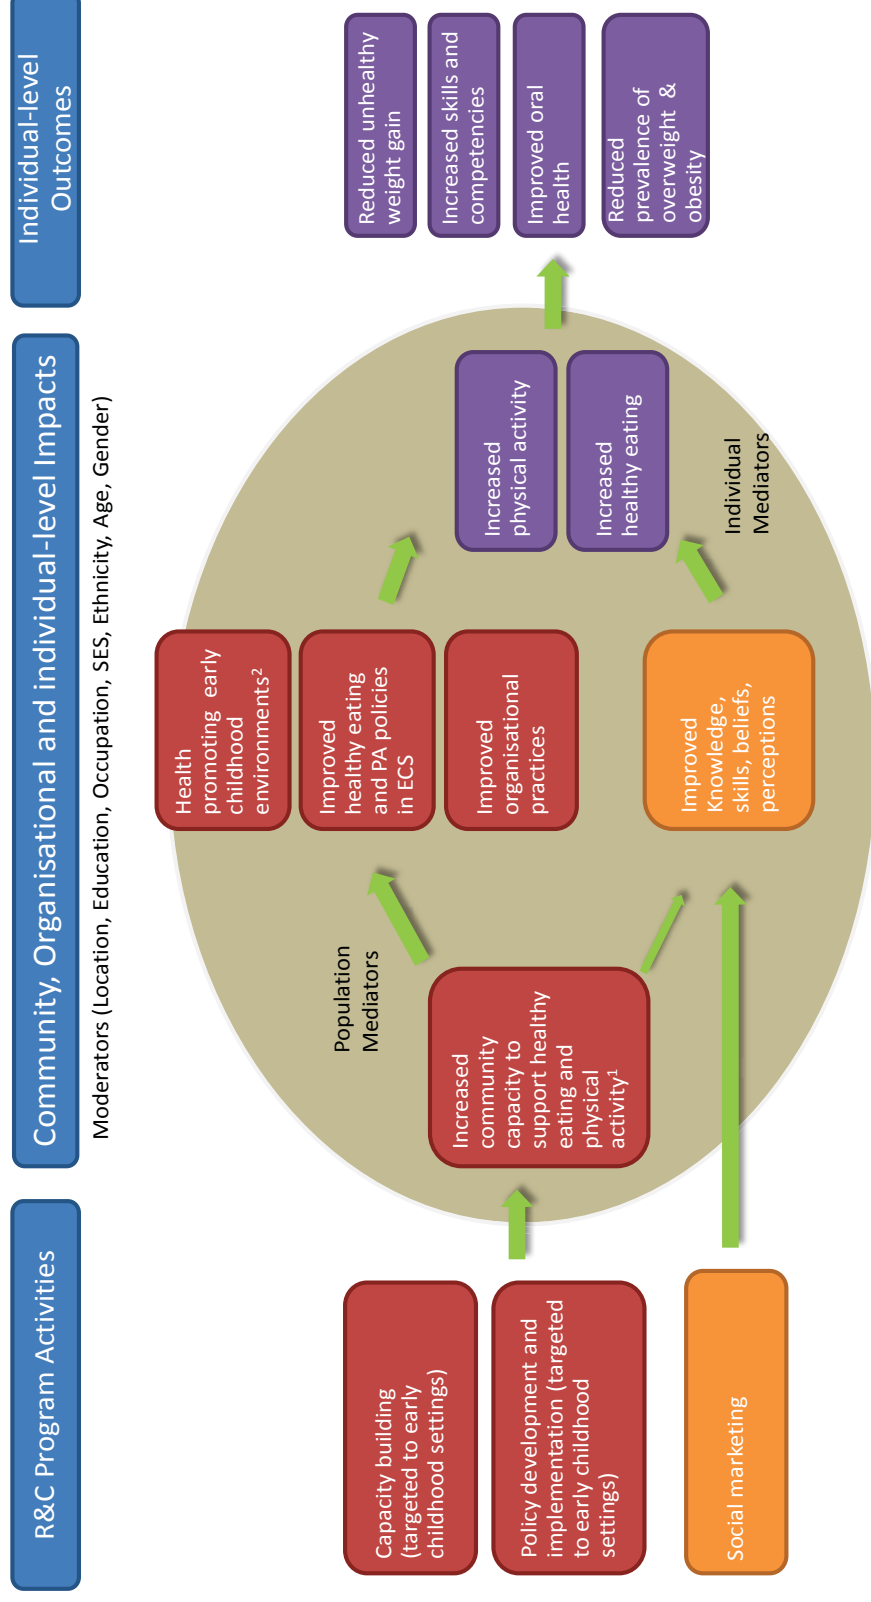 R&C Program Activities
Community, Organisational and individual-level Impacts
Individual-level
Outcomes
Moderators (Location, Education, Occupation, SES, Ethnicity, Age, Gender)
Capacity building
(targeted to early
childhood settings)
Policy development and
implementation (targeted
to early childhood
settings)
Social marketing
Population
Mediators
Increased
community
capacity to
support healthy
eating and
physical
activity¹
Health
promoting early
childhood
environments²
Improved
healthy eating
and PA policies
in ECS
Improved
organisational
practices
Improved
Knowledge,
skills, beliefs,
perceptions
Increased
physical activity
Increased
healthy eating
Individual
Mediators
Reduced unhealthy
weight gain
Increased skills and
competencies
Improved oral
health
Reduced
prevalence of
overweight &
obesity